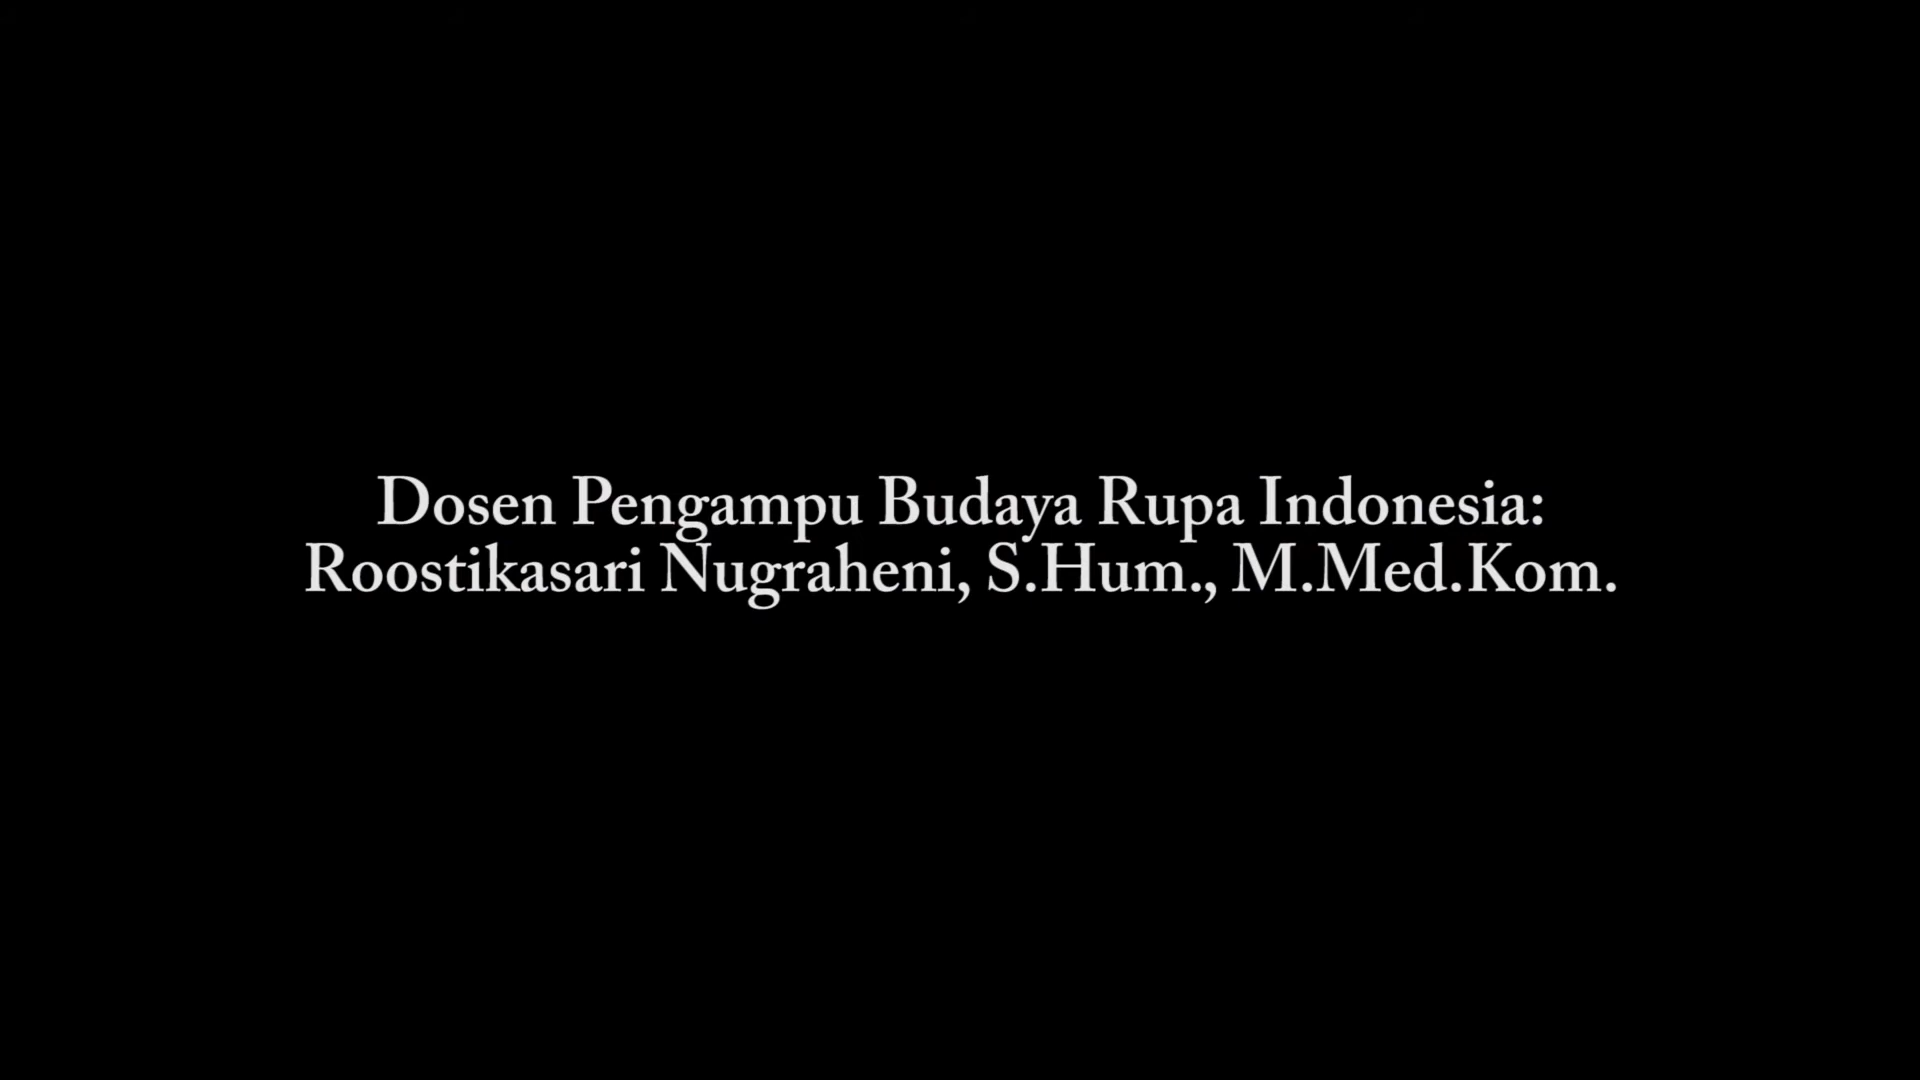 Dosen Pengampu Budaya Rupa Indonesia:
Roostikasari Nugraheni, S.Hum., M.Med.Kom.